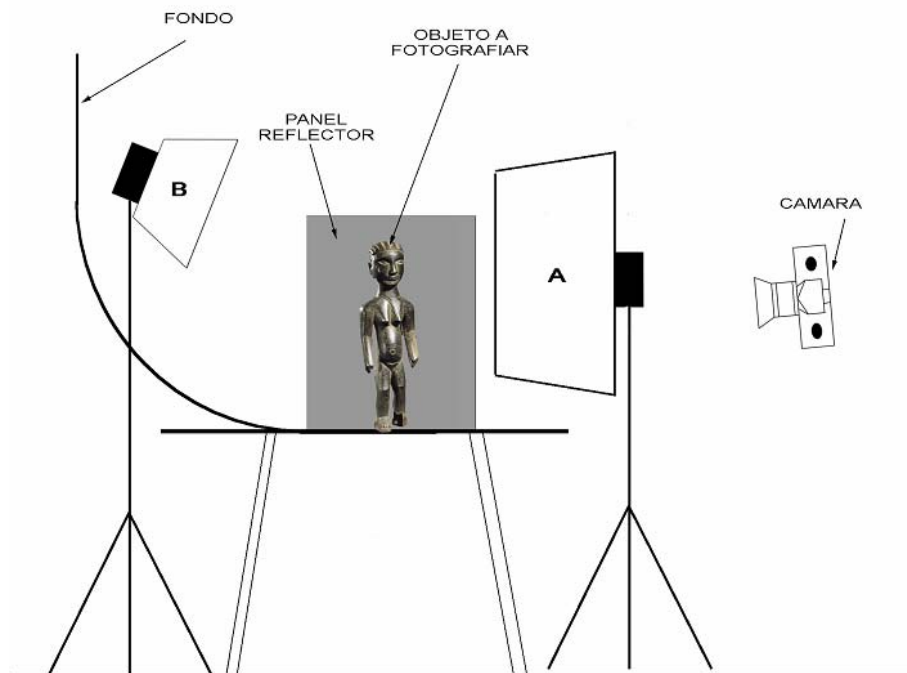 FONDO
OBJETO A
FOTOGRAFIAR
PANEL
REFLECTOR
B
CAMARA
A